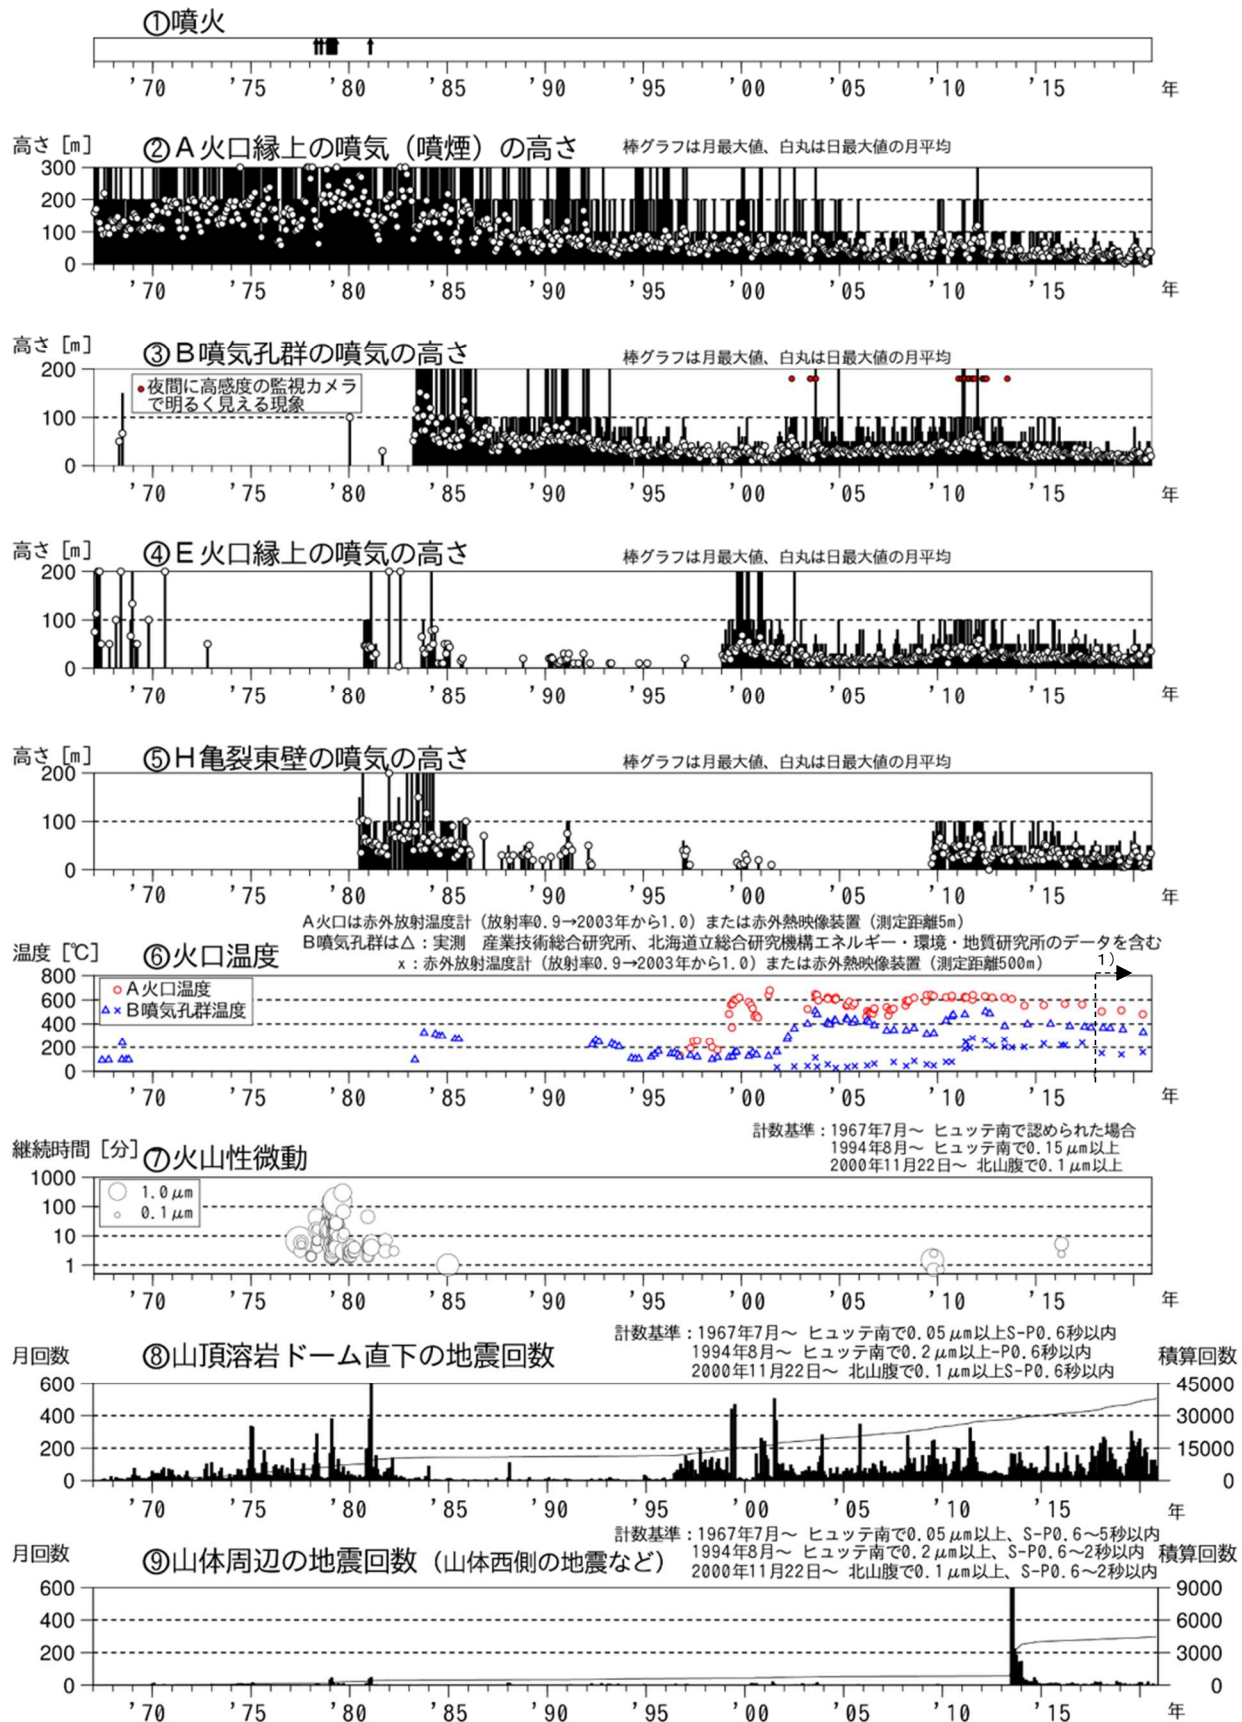 ①噴火
'70 '75 '80 '85 '90 '95 '00 '05 '10 '15 年
高さ [m] ②A火口縁上の噴気（噴煙）の高さ 棒グラフは月最大値、白丸は日最大値の月平均
300
200
100
0
'70 '75 '80 '85 '90 '95 '00 '05 '10 '15 年
高さ [m] ③B噴気孔群の噴気の高さ 棒グラフは月最大値、白丸は日最大値の月平均
200
夜間に高感度の監視カメラ
で明るく見える現象
100
0
'70 '75 '80 '85 '90 '95 '00 '05 '10 '15 年
高さ [m] ④E火口縁上の噴気の高さ 棒グラフは月最大値、白丸は日最大値の月平均
200
100
0
'70 '75 '80 '85 '90 '95 '00 '05 '10 '15 年
高さ [m] ⑤H亀裂東壁の噴気の高さ 棒グラフは月最大値、白丸は日最大値の月平均
200
100
0
'70 '75 '80 '85 '90 '95 '00 '05 '10 '15 年
A火口は赤外放射温度計（放射率0.9→2003年から1.0）または赤外熱映像装置（測定距離5m）
B噴気孔群は△：実測　産業技術総合研究所、北海道立総合研究機構エネルギー・環境・地質研究所のデータを含む
温度 [℃] ⑥火口温度 x：赤外放射温度計（放射率0.9→2003年から1.0）または赤外熱映像装置（測定距離500m） 1)
800
○ A火口温度
600
△ × B噴気孔群温度
400
200
0
'70 '75 '80 '85 '90 '95 '00 '05 '10 '15 年
計数基準：1967年7月～ ヒュッテ南で認められた場合
継続時間 [分] ⑦火山性微動 1994年8月～ ヒュッテ南で0.15μm以上
2000年11月22日～ 北山腹で0.1μm以上
1000
1.0μm
100
0.1μm
10
1
'70 '75 '80 '85 '90 '95 '00 '05 '10 '15 年
計数基準：1967年7月～ ヒュッテ南で0.05μm以上S-P0.6秒以内
月回数 ⑧山頂溶岩ドーム直下の地震回数 1994年8月～ ヒュッテ南で0.2μm以上-P0.6秒以内 積算回数
2000年11月22日～ 北山腹で0.1μm以上S-P0.6秒以内
600 45000
400 30000
200 15000
0 0
'70 '75 '80 '85 '90 '95 '00 '05 '10 '15 年
計数基準：1967年7月～ ヒュッテ南で0.05μm以上、S-P0.6～5秒以内
月回数 ⑨山体周辺の地震回数（山体西側の地震など） 1994年8月～ ヒュッテ南で0.2μm以上、S-P0.6～2秒以内 積算回数
2000年11月22日～ 北山腹で0.1μm以上、S-P0.6～2秒以内
600 9000
400 6000
200 3000
0 0
'70 '75 '80 '85 '90 '95 '00 '05 '10 '15 年